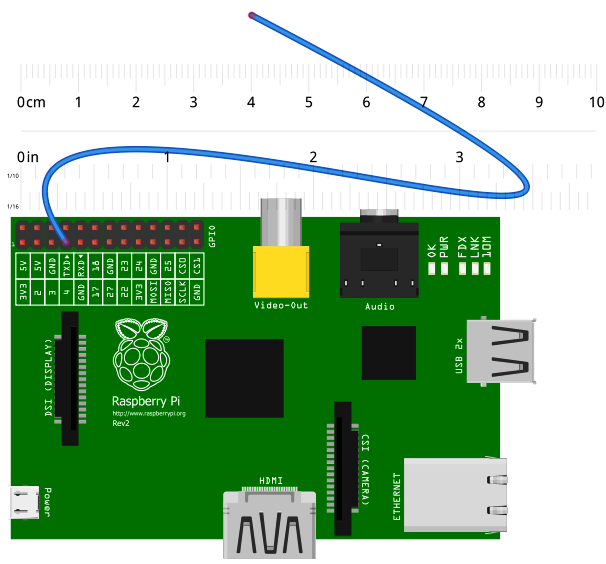 0cm 1 2 3 4 5 6 7 8 9 10
0in 1 2 3
1/10
1/16
1
GPIO
5V 5V GND TXD RXD 18 GND 23 24 GND 25 CS0 CS1
3V3 2 3 4 GND 17 27 22 3V3 MOSI MISO SCLK GND
OK PWR FDX LNK 10M
Video-Out
Audio
DSI (DISPLAY)
Raspberry Pi
http://www.raspberrypi.org
Rev2
USB 2x
CSI (CAMERA)
HDMI
ETHERNET
Power